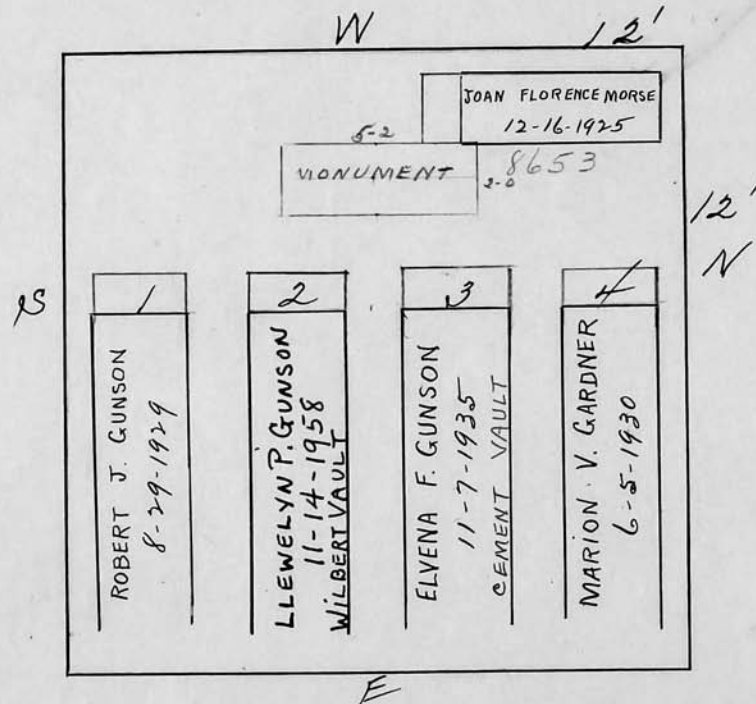 W
12'
JOAN FLORENCE MORSE
12-16-1925
5-2
MONUMENT
2-0
8653
12'
N
S
1
2
3
4
ROBERT J. GUNSON
8-29-1929
LLEWELYN P. GUNSON
11-14-1958
WILBERT VAULT
ELVENA F. GUNSON
11-7-1935
CEMENT VAULT
MARION V. GARDNER
6-5-1930
E